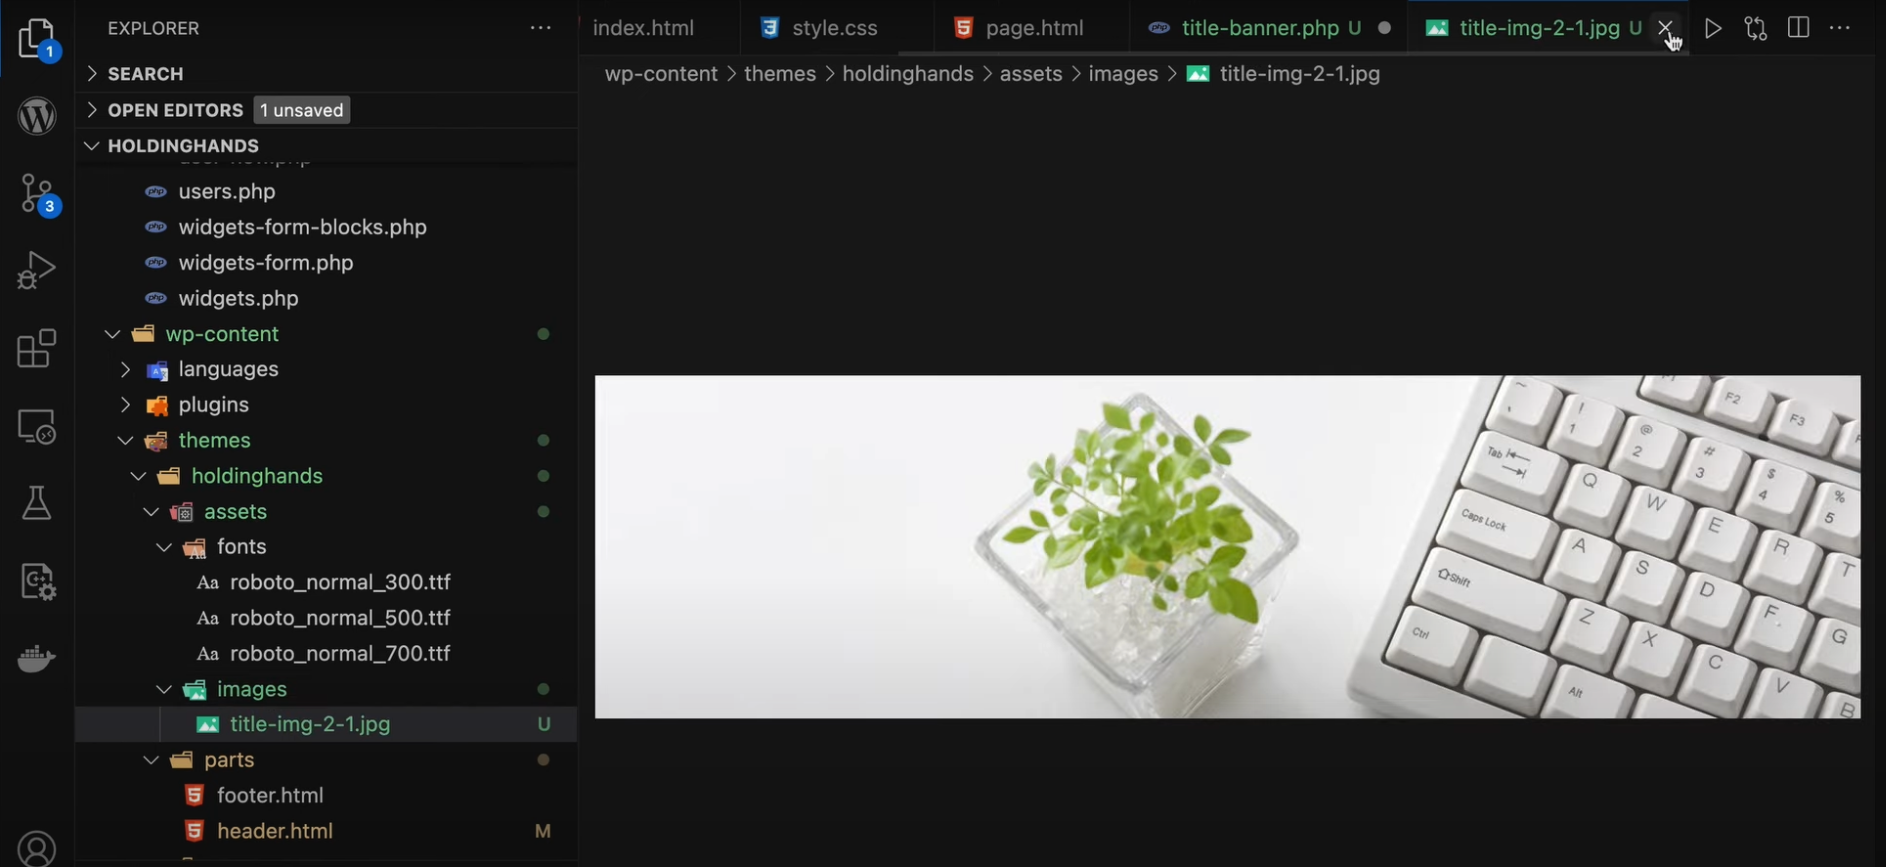 EXPLORER
index.html
style.css
page.html
title-banner.php U
title-img-2-1.jpg U
SEARCH
wp-content > themes > holdinghands > assets > images > title-img-2-1.jpg
OPEN EDITORS 1 unsaved
HOLDINGHANDS
users.php
widgets-form-blocks.php
widgets-form.php
widgets.php
wp-content
languages
plugins
themes
holdinghands
assets
fonts
Aa roboto_normal_300.ttf
Aa roboto_normal_500.ttf
Aa roboto_normal_700.ttf
images
title-img-2-1.jpg U
parts
footer.html
header.html M
1
3
F1 F2 F3
~ ! @ # $ %
` 1 2 3 4 5
Tab Q W E R T
Caps Lock A S D F G
Shift Z X C V B
Ctrl Alt